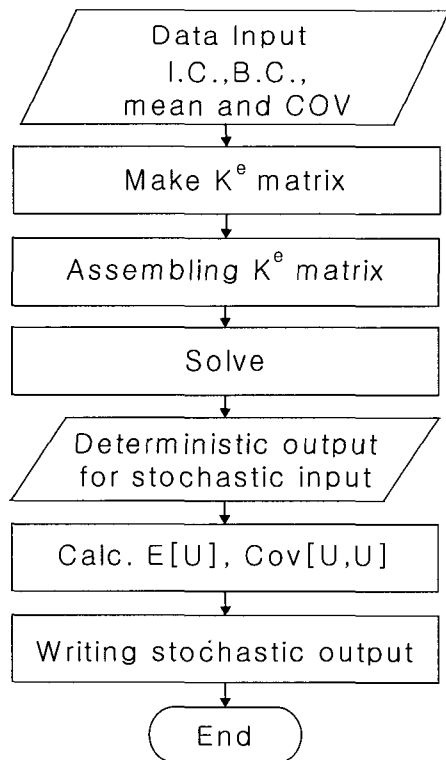 Data Input
I.C.,B.C.,
mean and COV
Make K^e matrix
Assembling K^e matrix
Solve
Deterministic output
for stochastic input
Calc. E[U], Cov[U,U]
Writing stochastic output
End